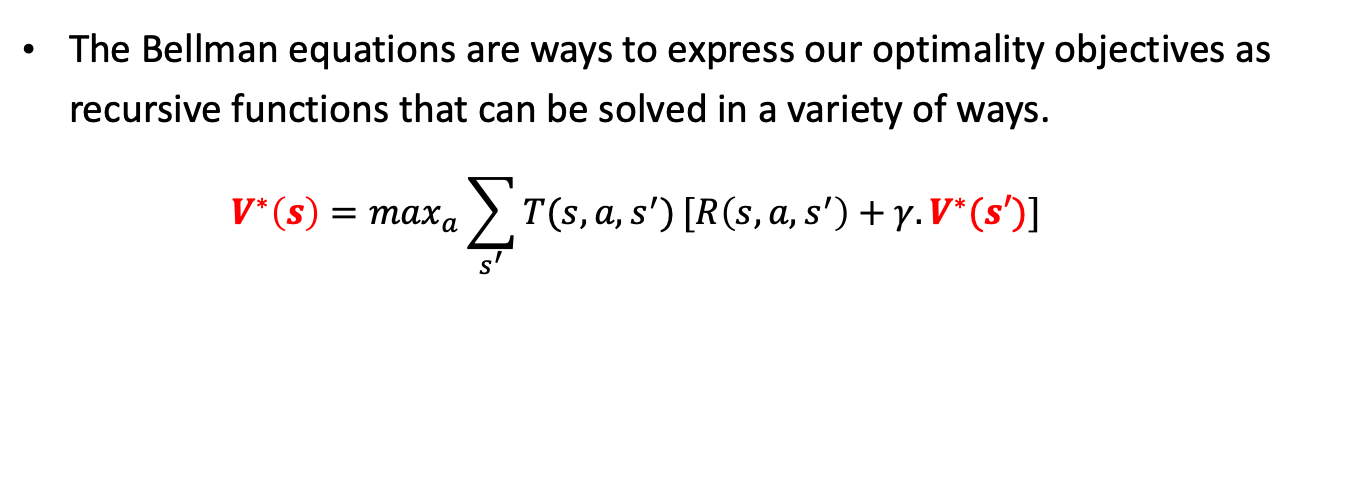 • The Bellman equations are ways to express our optimality objectives as
recursive functions that can be solved in a variety of ways.
V*(s) = maxₐ ∑ T(s, a, s′) [R(s, a, s′) + γ. V*(s′)]
s′